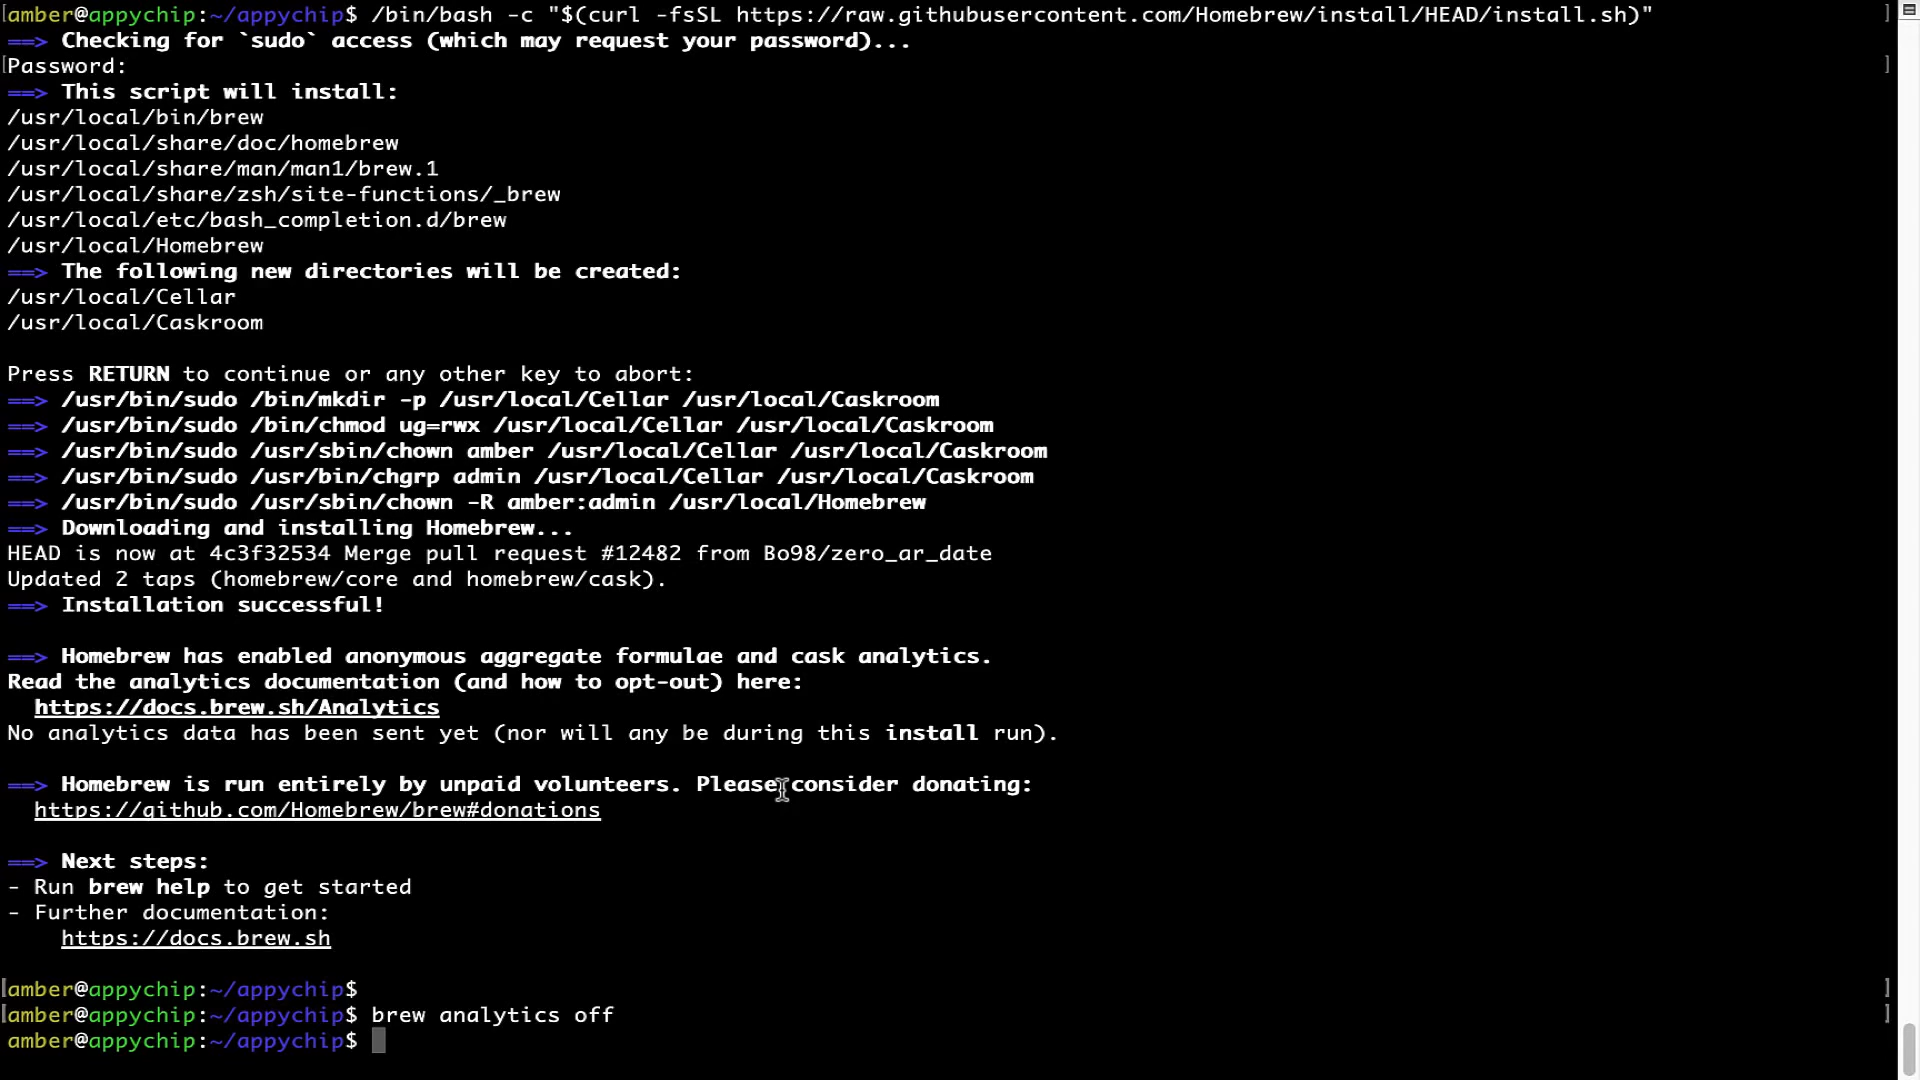 amber@appychip:~/appychip$ /bin/bash -c "$(curl -fsSL https://raw.githubusercontent.com/Homebrew/install/HEAD/install.sh)"
==> Checking for `sudo` access (which may request your password)...
Password:
==> This script will install:
/usr/local/bin/brew
/usr/local/share/doc/homebrew
/usr/local/share/man/man1/brew.1
/usr/local/share/zsh/site-functions/_brew
/usr/local/etc/bash_completion.d/brew
/usr/local/Homebrew
==> The following new directories will be created:
/usr/local/Cellar
/usr/local/Caskroom
Press RETURN to continue or any other key to abort:
==> /usr/bin/sudo /bin/mkdir -p /usr/local/Cellar /usr/local/Caskroom
==> /usr/bin/sudo /bin/chmod ug=rwx /usr/local/Cellar /usr/local/Caskroom
==> /usr/bin/sudo /usr/sbin/chown amber /usr/local/Cellar /usr/local/Caskroom
==> /usr/bin/sudo /usr/bin/chgrp admin /usr/local/Cellar /usr/local/Caskroom
==> /usr/bin/sudo /usr/sbin/chown -R amber:admin /usr/local/Homebrew
==> Downloading and installing Homebrew...
HEAD is now at 4c3f32534 Merge pull request #12482 from Bo98/zero_ar_date
Updated 2 taps (homebrew/core and homebrew/cask).
==> Installation successful!
==> Homebrew has enabled anonymous aggregate formulae and cask analytics.
Read the analytics documentation (and how to opt-out) here:
https://docs.brew.sh/Analytics
No analytics data has been sent yet (nor will any be during this install run).
==> Homebrew is run entirely by unpaid volunteers. Please consider donating:
https://github.com/Homebrew/brew#donations
==> Next steps:
- Run brew help to get started
- Further documentation:
https://docs.brew.sh
amber@appychip:~/appychip$
amber@appychip:~/appychip$ brew analytics off
amber@appychip:~/appychip$